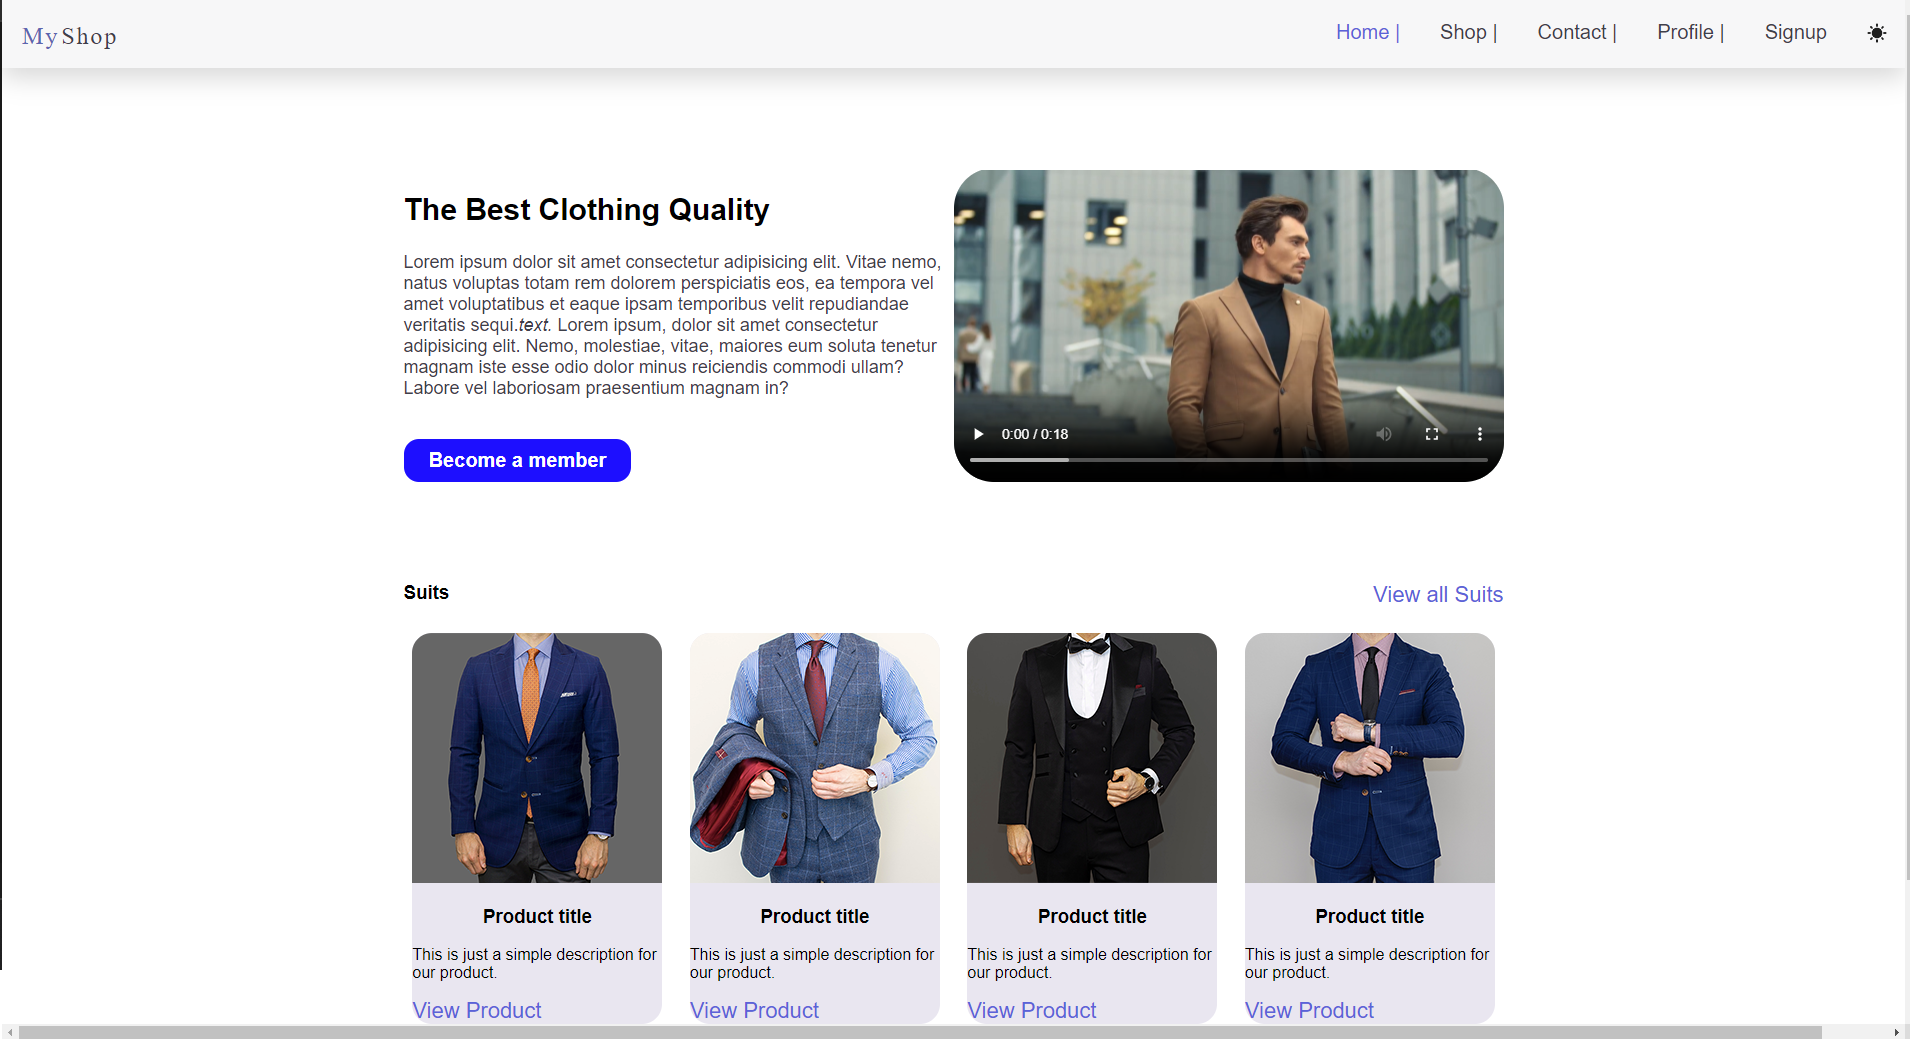 MyShop
Home |
Shop |
Contact |
Profile |
Signup
The Best Clothing Quality
Lorem ipsum dolor sit amet consectetur adipisicing elit. Vitae nemo,
natus voluptas totam rem dolorem perspiciatis eos, ea tempora vel
amet voluptatibus et eaque ipsam temporibus velit repudiandae
veritatis sequi.text. Lorem ipsum, dolor sit amet consectetur
adipisicing elit. Nemo, molestiae, vitae, maiores eum soluta tenetur
magnam iste esse odio dolor minus reiciendis commodi ullam?
Labore vel laboriosam praesentium magnam in?
Become a member
0:00 / 0:18
Suits
View all Suits
Product title
This is just a simple description for
our product.
View Product
Product title
This is just a simple description for
our product.
View Product
Product title
This is just a simple description for
our product.
View Product
Product title
This is just a simple description for
our product.
View Product